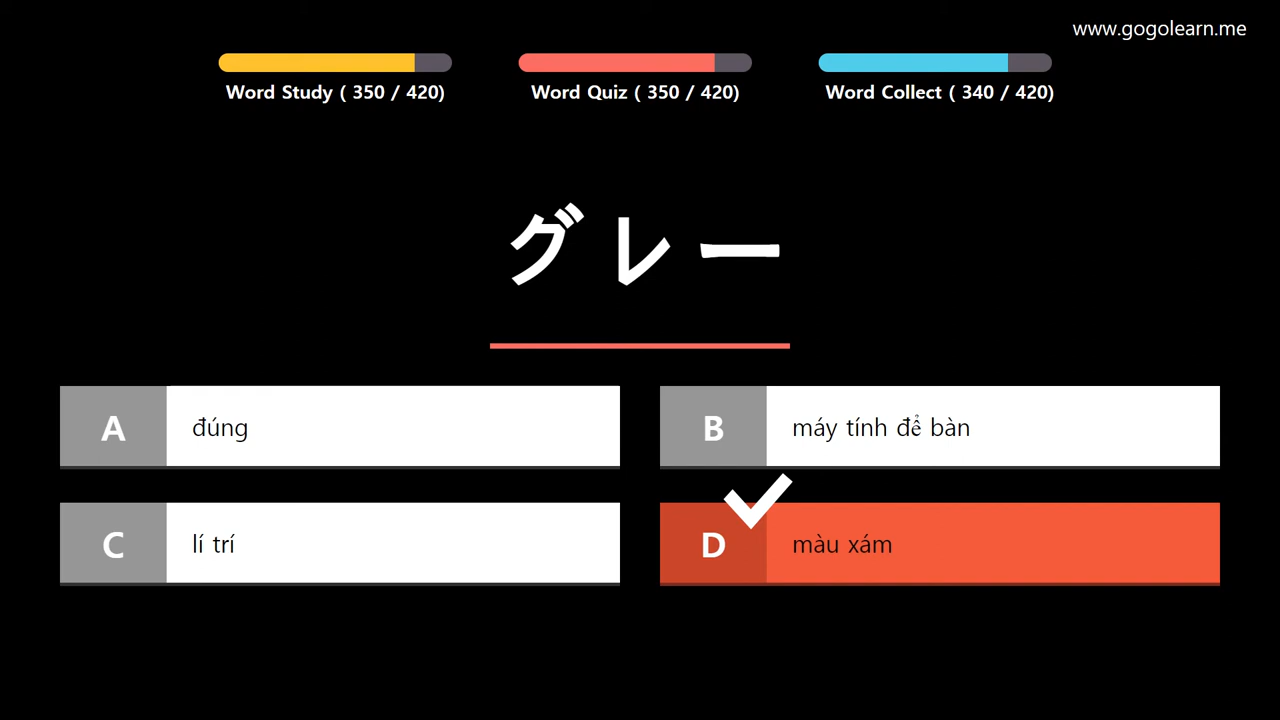 www.gogolearn.me
Word Study ( 350 / 420)
Word Quiz ( 350 / 420)
Word Collect ( 340 / 420)
グレー
A đúng
B máy tính để bàn
C lí trí
D màu xám